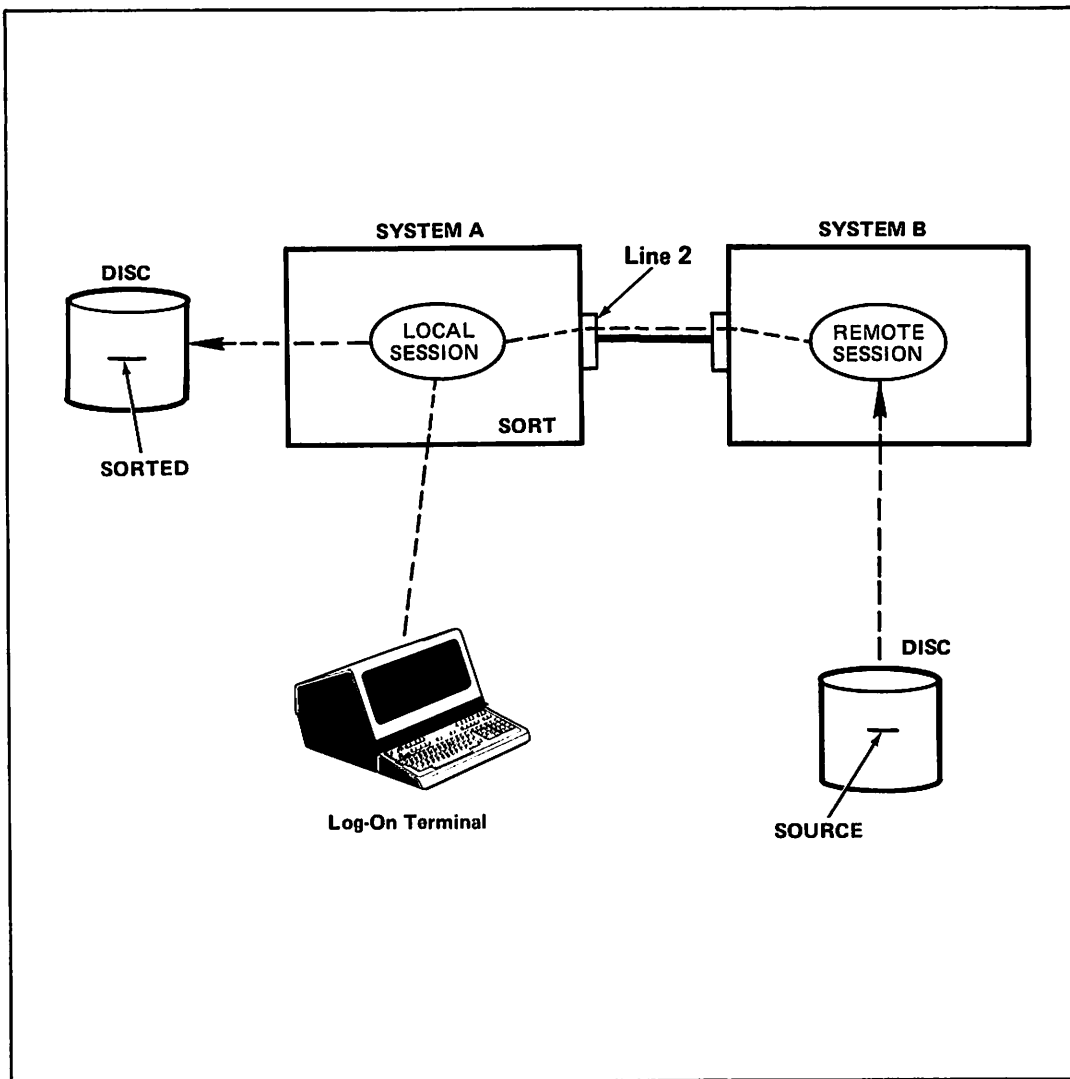 SYSTEM A
SYSTEM B
Line 2
DISC
LOCAL
SESSION
REMOTE
SESSION
SORT
SORTED
DISC
Log-On Terminal
SOURCE